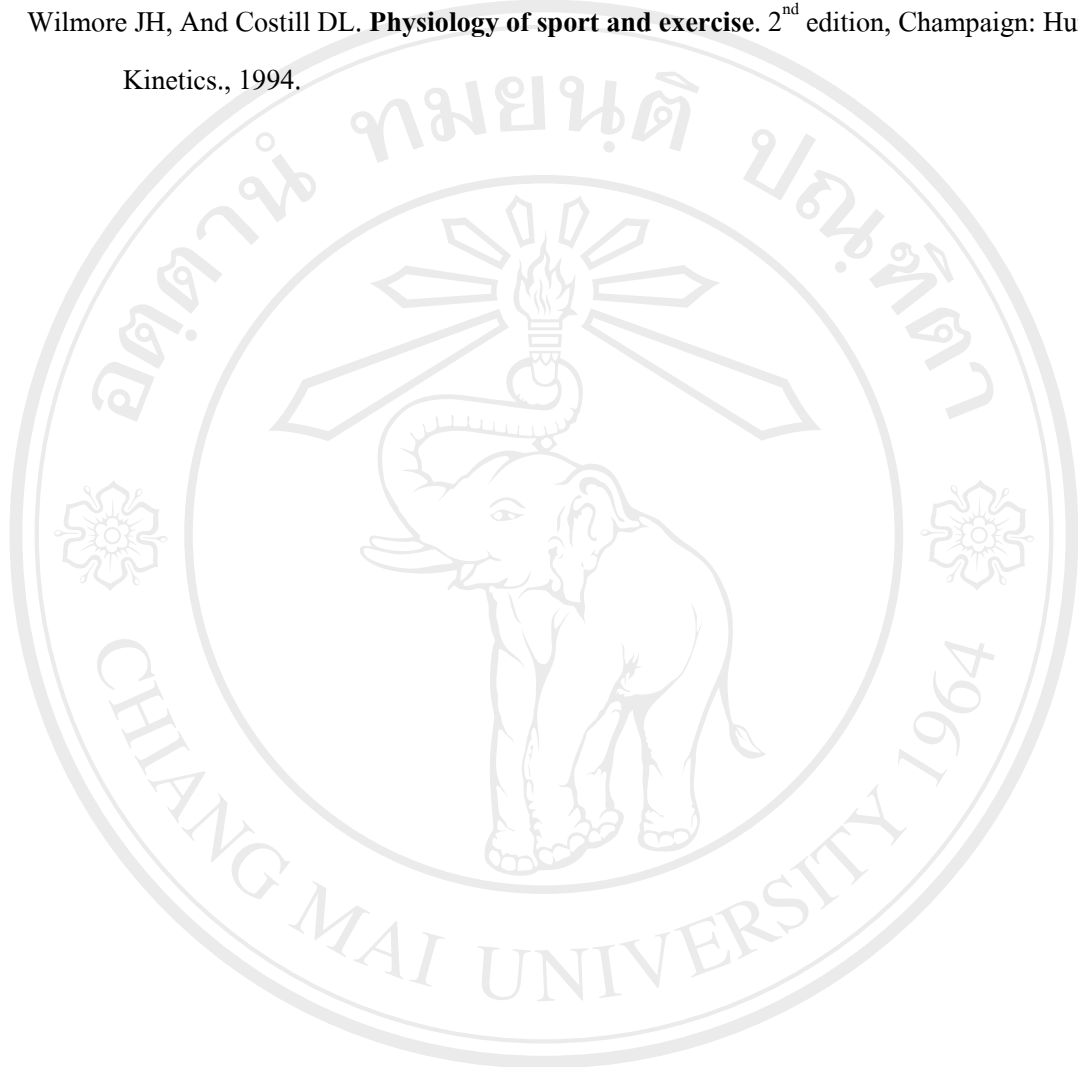 Wilmore JH, And Costill DL. Physiology of sport and exercise. 2nd edition, Champaign: Hu
Kinetics., 1994.
อตฺตานํ ทมยนฺติ ปณฺฑิตา
CHIANG MAI UNIVERSITY 1964